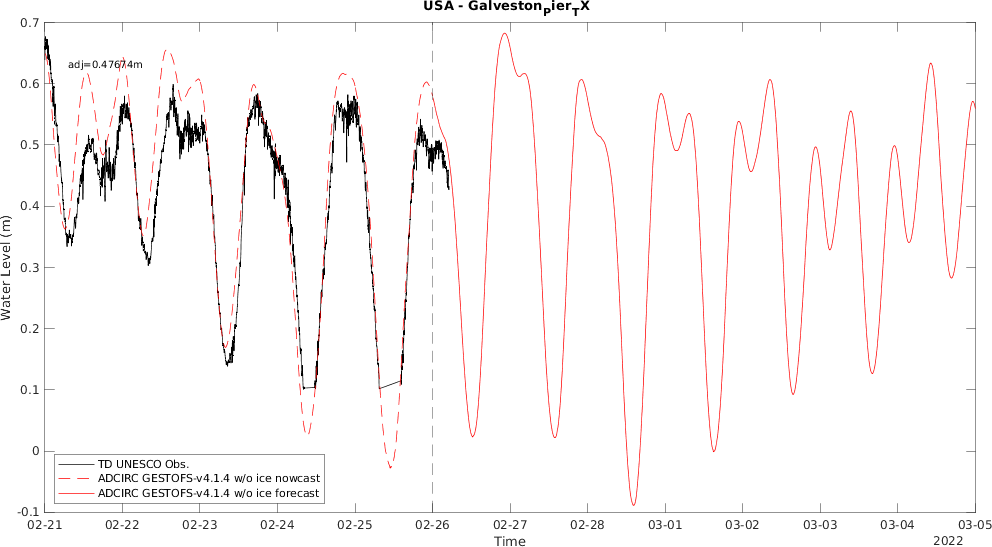 USA - Galveston_Pier_TX
adj=0.47674m
0.7
0.6
0.5
0.4
0.3
0.2
0.1
0
-0.1
Water Level (m)
TD UNESCO Obs.
ADCIRC GESTOFS-v4.1.4 w/o ice nowcast
ADCIRC GESTOFS-v4.1.4 w/o ice forecast
02-21 02-22 02-23 02-24 02-25 02-26 02-27 02-28 03-01 03-02 03-03 03-04 03-05
Time
2022